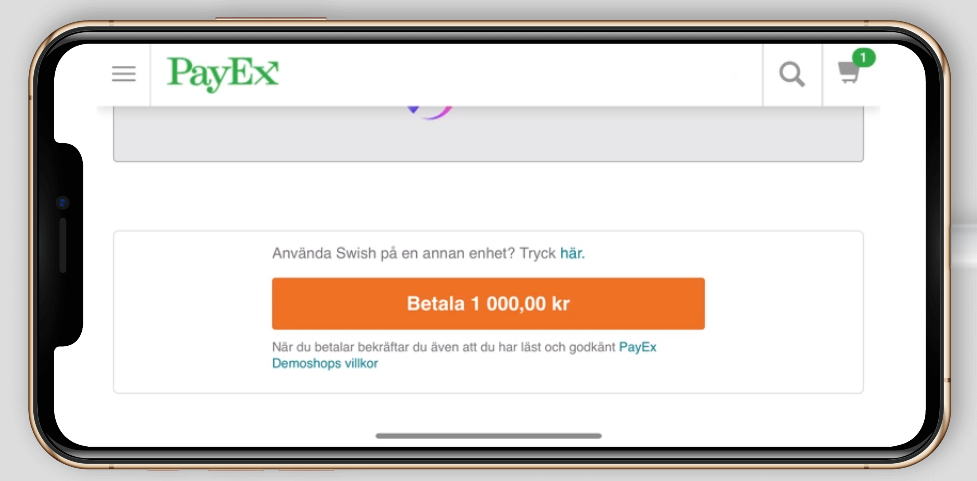 PayEx
1
Använda Swish på en annan enhet? Tryck här.
Betala 1 000,00 kr
När du betalar bekräftar du även att du har läst och godkänt PayEx
Demoshops villkor